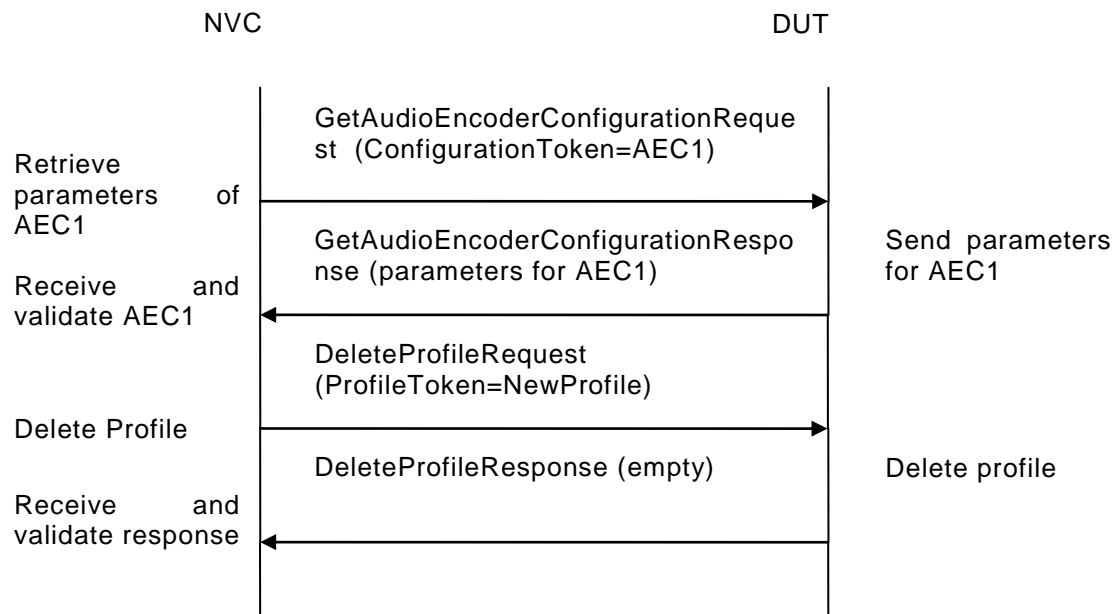 NVC
DUT
GetAudioEncoderConfigurationReque
st (ConfigurationToken=AEC1)
Retrieve
parameters of
AEC1
GetAudioEncoderConfigurationRespo
nse (parameters for AEC1)
Send parameters
for AEC1
Receive and
validate AEC1
DeleteProfileRequest
(ProfileToken=NewProfile)
Delete Profile
DeleteProfileResponse (empty)
Delete profile
Receive and
validate response